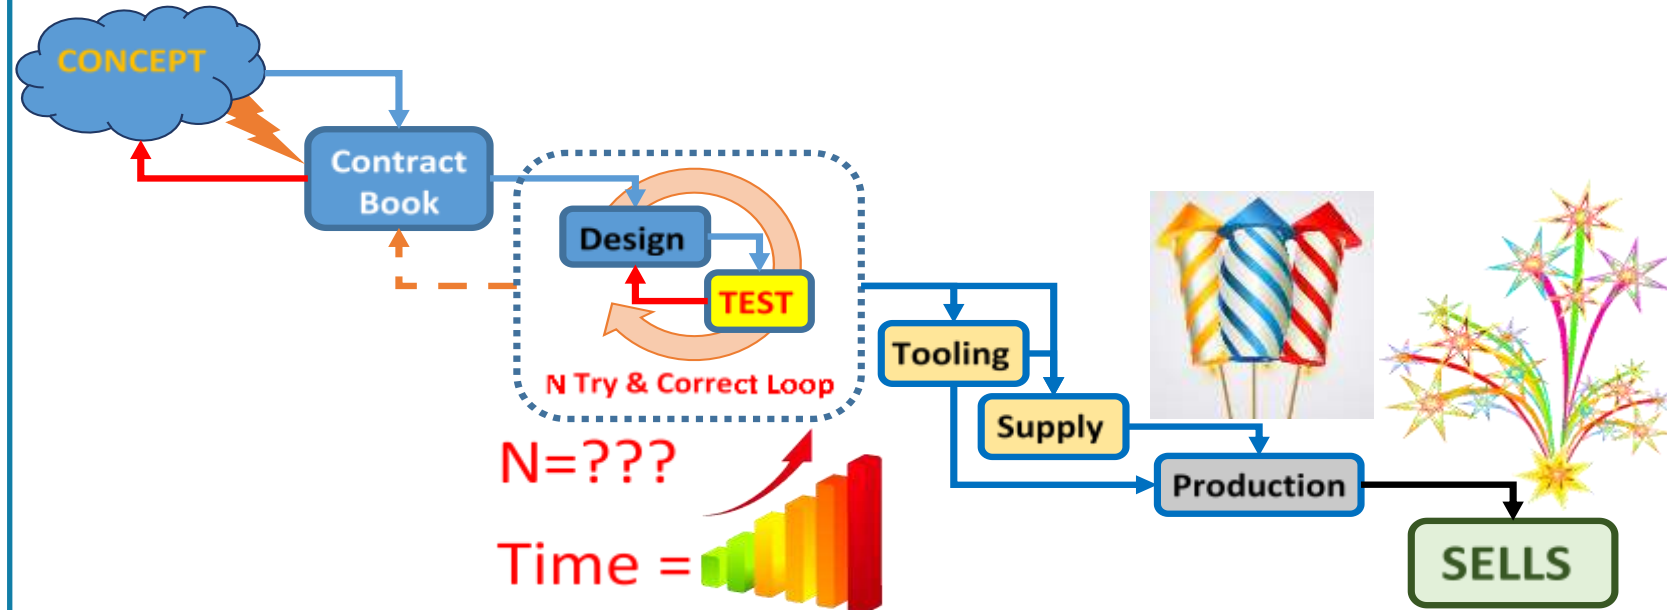 CONCEPT
Contract
Book
Design
TEST
N Try & Correct Loop
N=???
Time =
Tooling
Supply
Production
SELLS